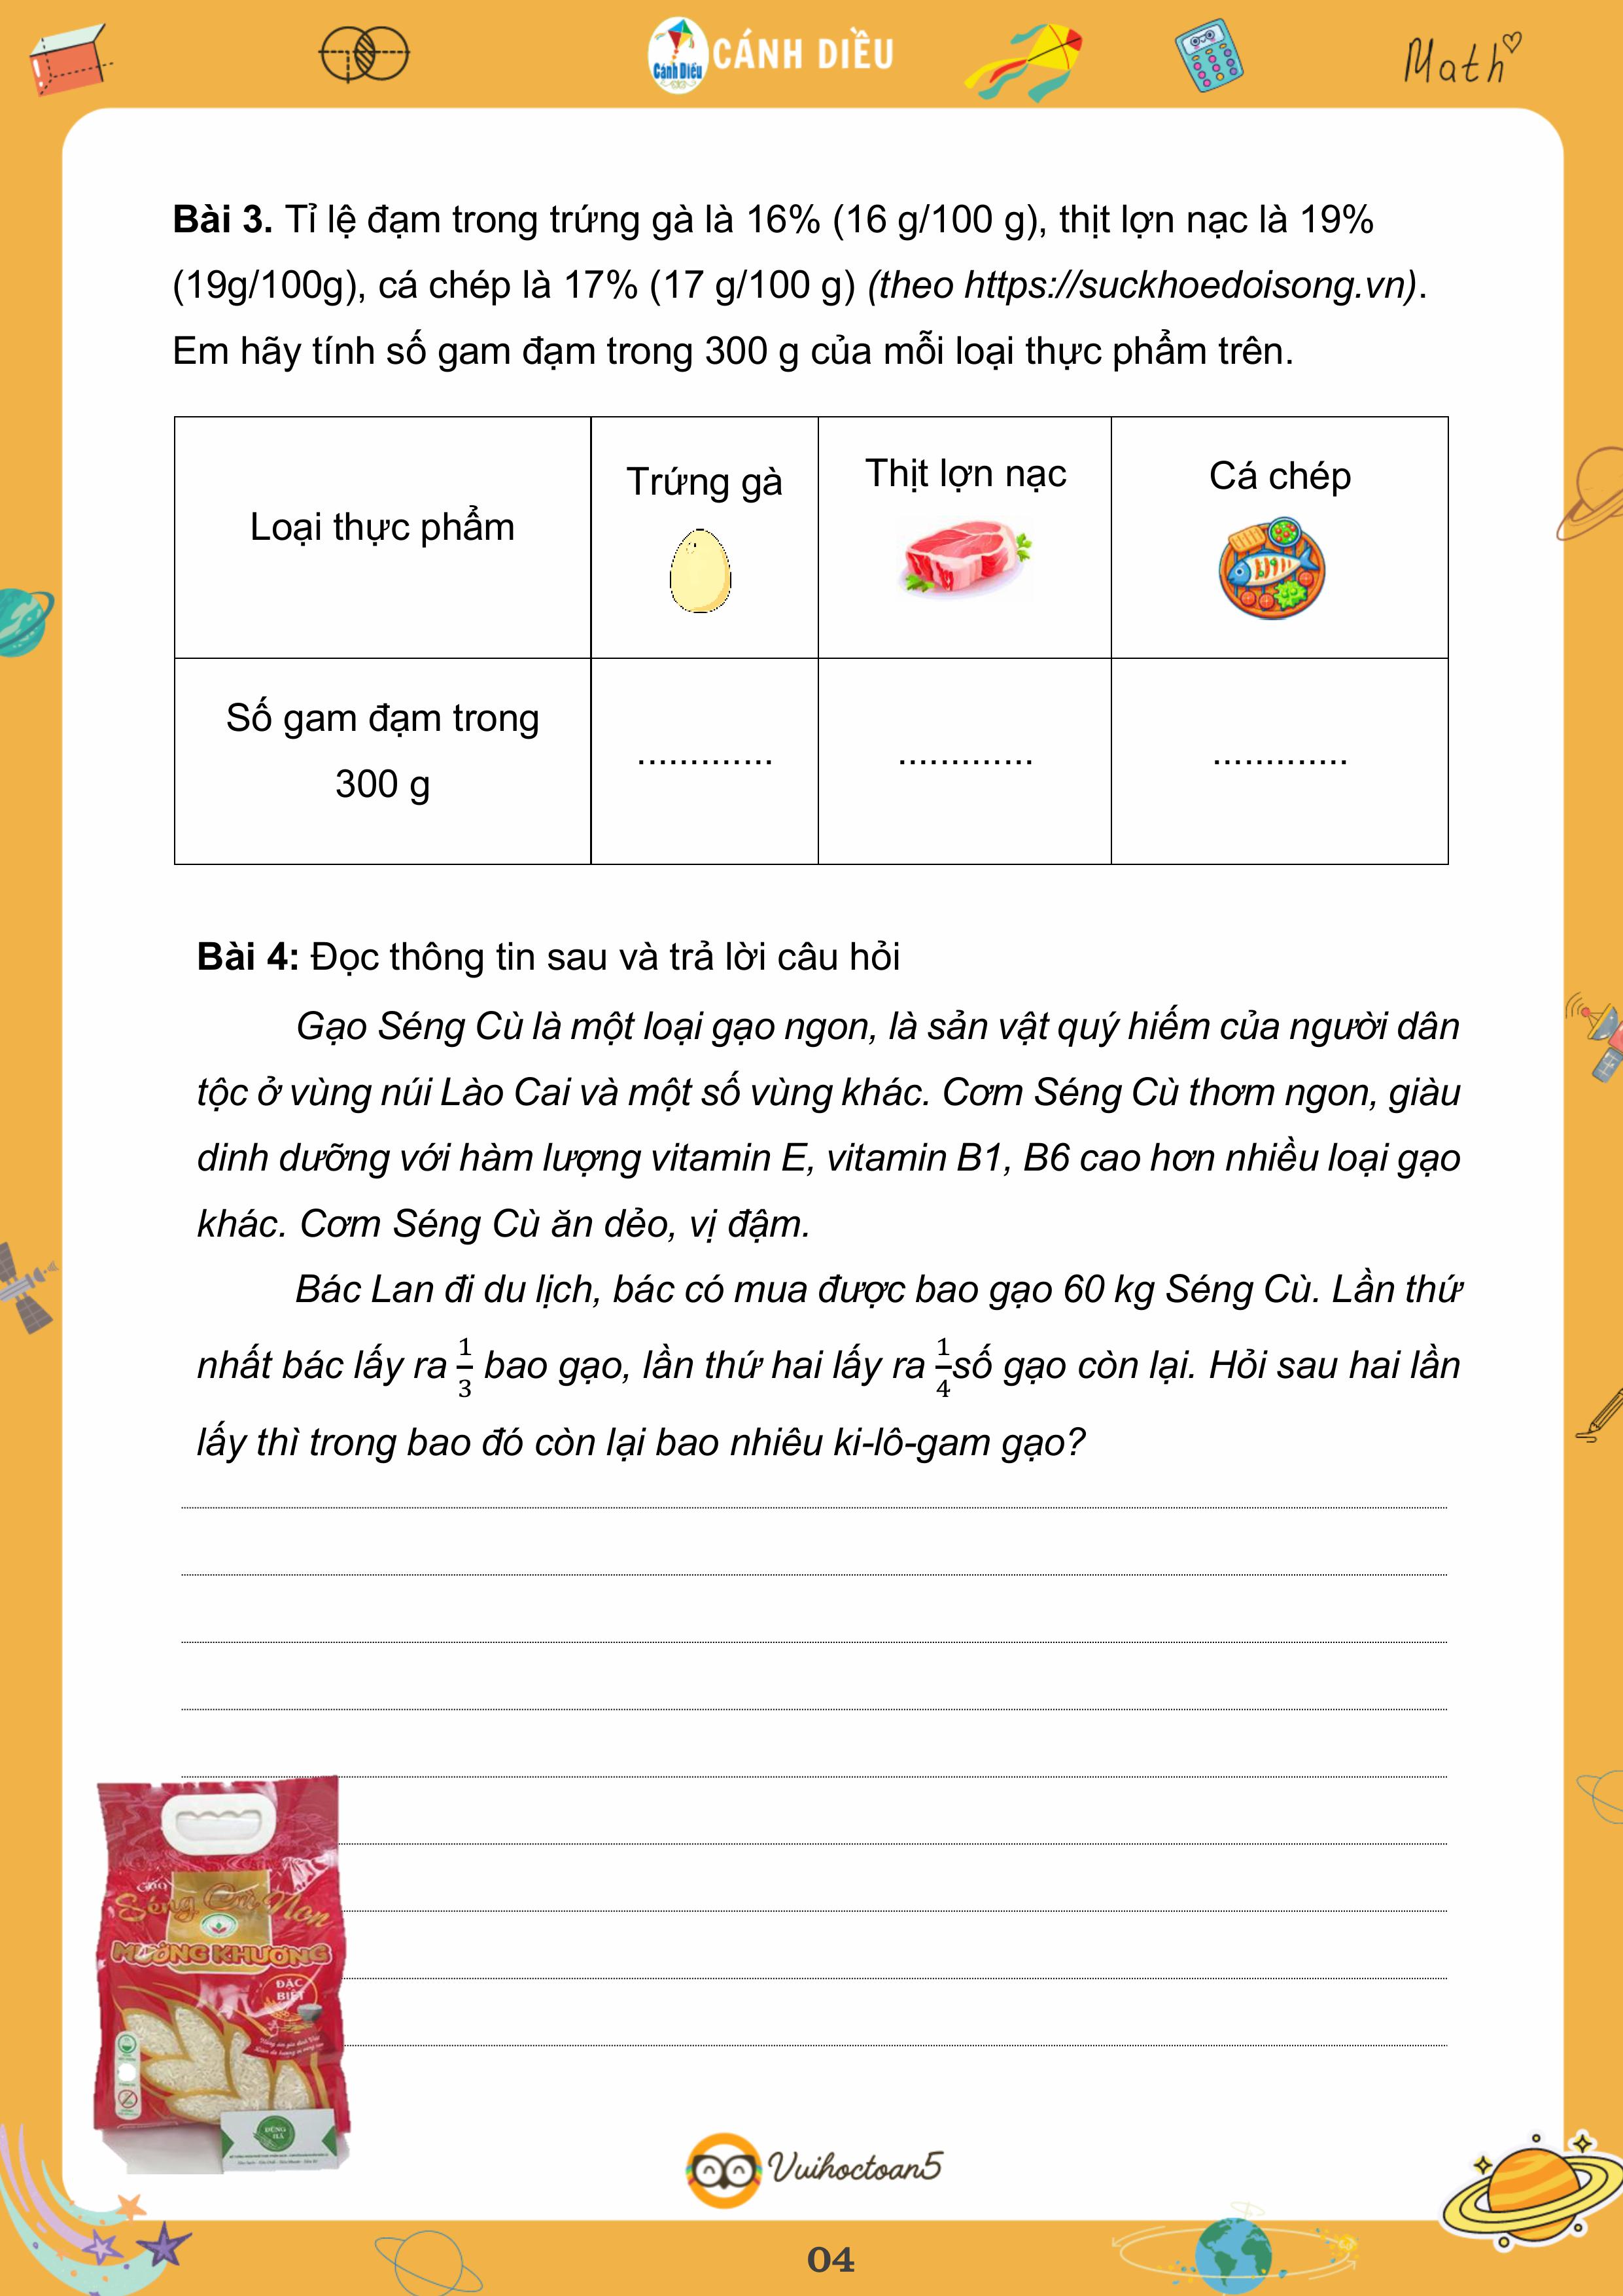 Cánh Diều
CÁNH DIỀU
Math
Bài 3. Tỉ lệ đạm trong trứng gà là 16% (16 g/100 g), thịt lợn nạc là 19%
(19g/100g), cá chép là 17% (17 g/100 g) (theo https://suckhoedoisong.vn).
Em hãy tính số gam đạm trong 300 g của mỗi loại thực phẩm trên.
Loại thực phẩm
Trứng gà
Thịt lợn nạc
Cá chép
Số gam đạm trong
300 g
.............
.............
.............
Bài 4: Đọc thông tin sau và trả lời câu hỏi
Gạo Séng Cù là một loại gạo ngon, là sản vật quý hiếm của người dân
tộc ở vùng núi Lào Cai và một số vùng khác. Cơm Séng Cù thơm ngon, giàu
dinh dưỡng với hàm lượng vitamin E, vitamin B1, B6 cao hơn nhiều loại gạo
khác. Cơm Séng Cù ăn dẻo, vị đậm.
Bác Lan đi du lịch, bác có mua được bao gạo 60 kg Séng Cù. Lần thứ
nhất bác lấy ra 1/3 bao gạo, lần thứ hai lấy ra 1/4 số gạo còn lại. Hỏi sau hai lần
lấy thì trong bao đó còn lại bao nhiêu ki-lô-gam gạo?
Gạo
Séng Cù Non
MƯỜNG KHƯƠNG
ĐẶC
BIỆT
DŨNG
HÀ
Vuihoctoan5
04